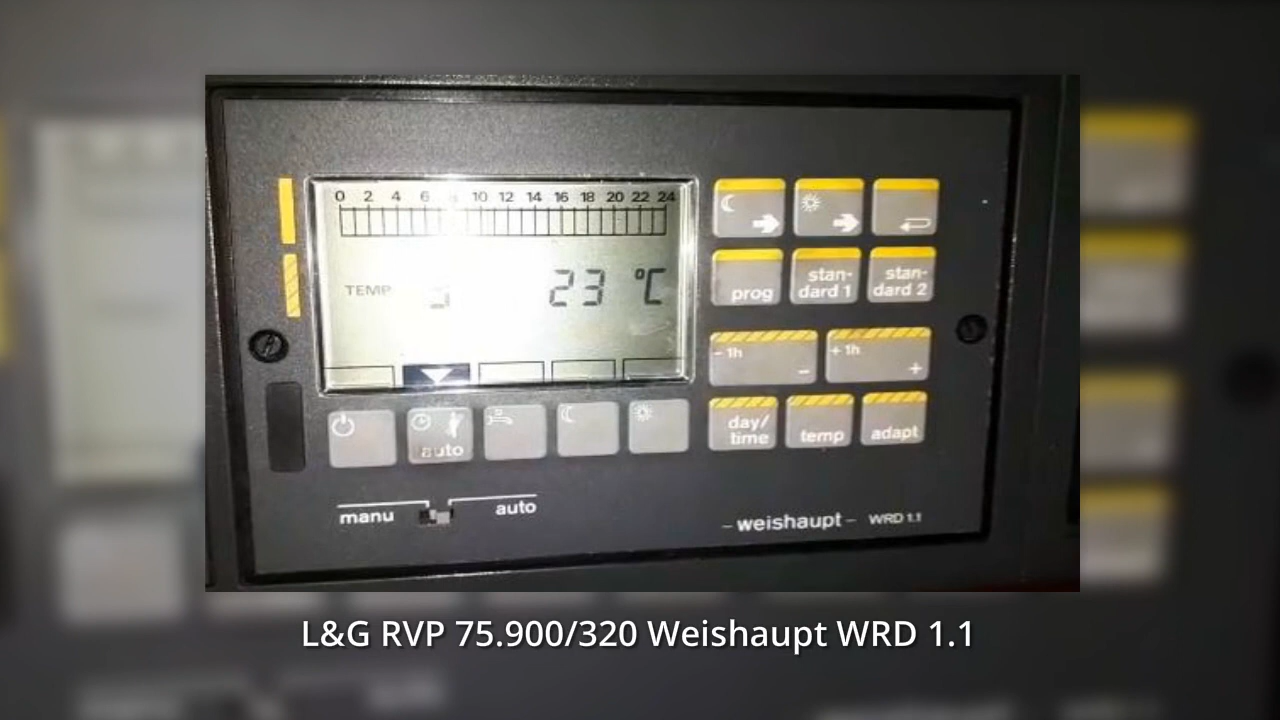 0 2 4 6 8 10 12 14 16 18 20 22 24
TEMP 23 °C
prog
stan-
dard 1
stan-
dard 2
- 1h -
+ 1h +
auto
day/
time
temp
adapt
manu
auto
- weishaupt - WRD 1.1
L&G RVP 75.900/320 Weishaupt WRD 1.1